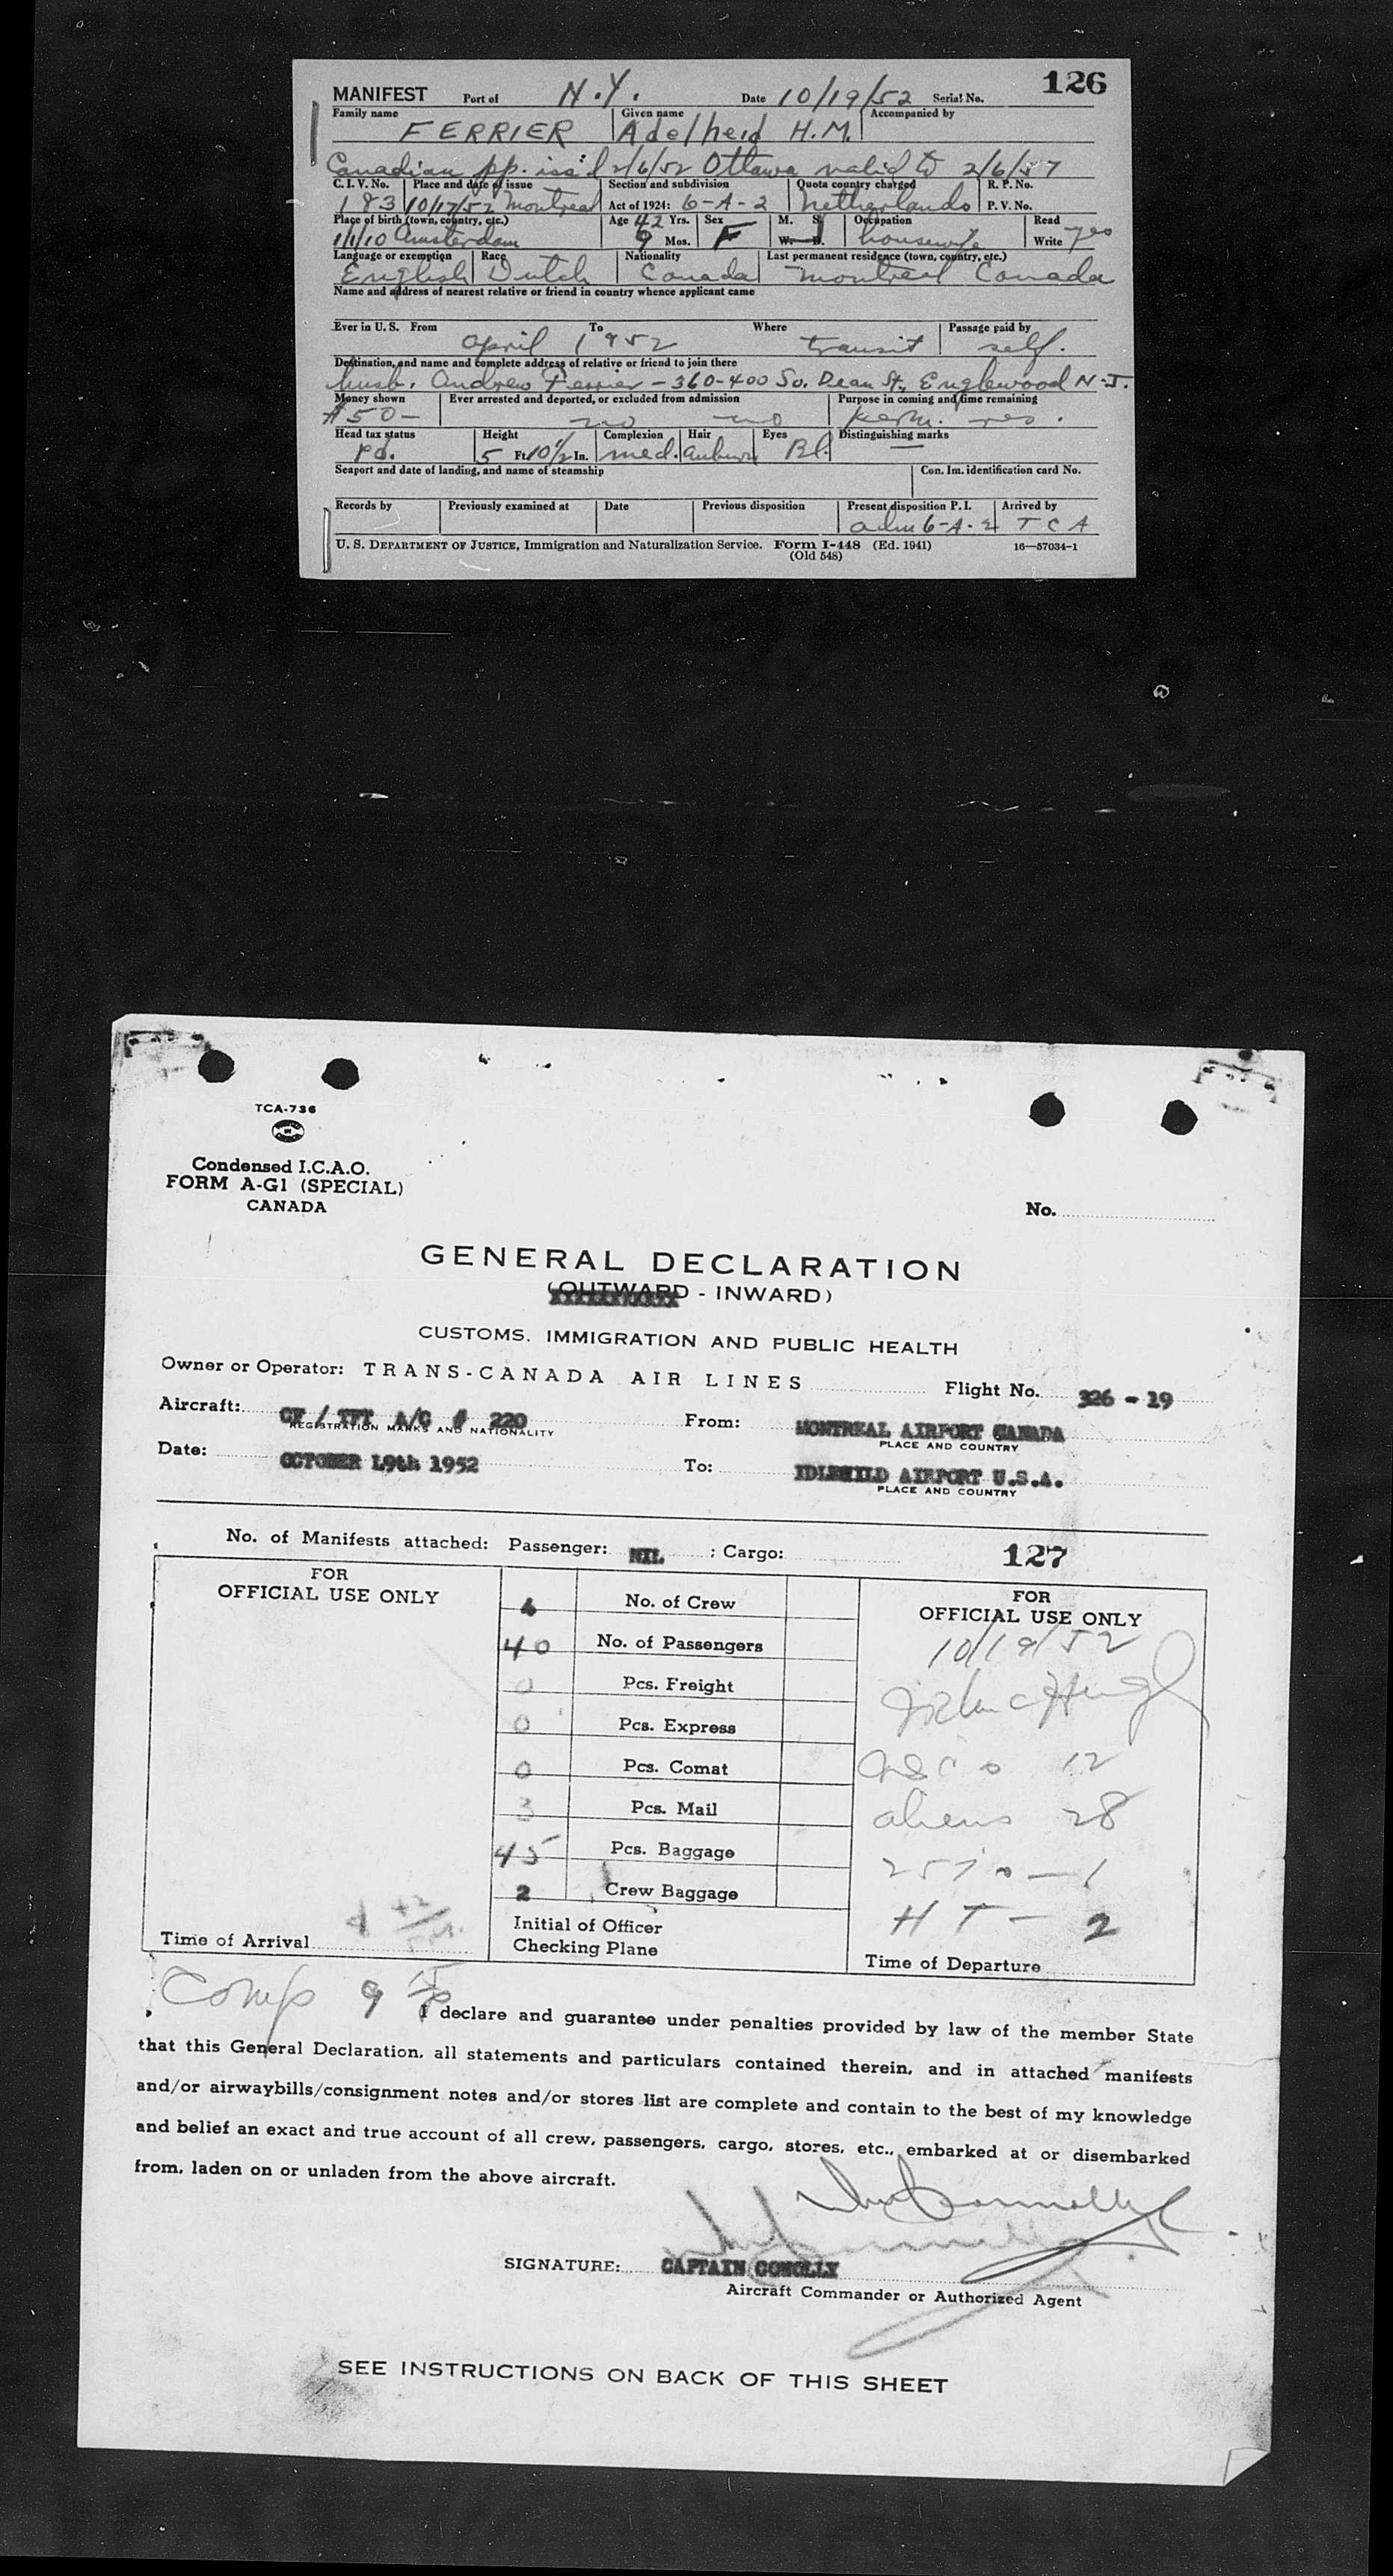 126
MANIFEST Port of N.Y. Date 10/19/52 Serial No.
Family name Given name Accompanied by
FERRIER Adelheid H.M.
Canadian pp. iss'd 2/6/52 Ottawa valid to 2/6/57
C. I. V. No. Place and date of issue Section and subdivision Quota country charged R. P. No.
183 10/17/52 Montreal Act of 1924: 6-A-2 Netherlands P. V. No.
Place of birth (town, country, etc.) Age 42 Yrs. Sex M. S. Occupation Read
1/1/10 Amsterdam 9 Mos. F W. D. housewife Write yes
Language or exemption Race Nationality Last permanent residence (town, country, etc.)
English Dutch Canada Montreal Canada
Name and address of nearest relative or friend in country whence applicant came
Ever in U. S. From To Where Passage paid by
April 1952 transit self.
Destination, and name and complete address of relative or friend to join there
husb. Andrew Ferrier - 360-400 So. Dean St., Englewood N.J.
Money shown Ever arrested and deported, or excluded from admission Purpose in coming and time remaining
$50- no no perm. res.
Head tax status Height Complexion Hair Eyes Distinguishing marks
Pd. 5 Ft. 10 1/2 In. med. auburn Bl. —
Seaport and date of landing, and name of steamship Con. Im. identification card No.
Records by Previously examined at Date Previous disposition Present disposition P. I. Arrived by
adm 6-A-2 TCA
U. S. DEPARTMENT OF JUSTICE, Immigration and Naturalization Service. Form I-448 (Ed. 1941) 16—57034-1
(Old 548)
TCA-736
Condensed I.C.A.O.
FORM A-G1 (SPECIAL)
CANADA
No.
GENERAL DECLARATION
(OUTWARD - INWARD)
CUSTOMS, IMMIGRATION AND PUBLIC HEALTH
Owner or Operator: TRANS-CANADA AIR LINES Flight No. 326 - 19
Aircraft: CF / TFT A/C # 220 From: MONTREAL AIRPORT CANADA
REGISTRATION MARKS AND NATIONALITY PLACE AND COUNTRY
Date: OCTOBER 19th 1952 To: IDLEWILD AIRPORT U.S.A.
PLACE AND COUNTRY
No. of Manifests attached: Passenger: NIL ; Cargo: 127
FOR
OFFICIAL USE ONLY
No. of Crew
40 No. of Passengers
0 Pcs. Freight
0 Pcs. Express
0 Pcs. Comat
3 Pcs. Mail
45 Pcs. Baggage
2 Crew Baggage
Initial of Officer
Checking Plane
FOR
OFFICIAL USE ONLY
10/19/52
12
aliens 28
HT - 2
Time of Arrival
Time of Departure
Comp 9
I declare and guarantee under penalties provided by law of the member State
that this General Declaration, all statements and particulars contained therein, and in attached manifests
and/or airwaybills/consignment notes and/or stores list are complete and contain to the best of my knowledge
and belief an exact and true account of all crew, passengers, cargo, stores, etc., embarked at or disembarked
from, laden on or unladen from the above aircraft.
SIGNATURE: CAPTAIN CONOLLY
Aircraft Commander or Authorized Agent
SEE INSTRUCTIONS ON BACK OF THIS SHEET